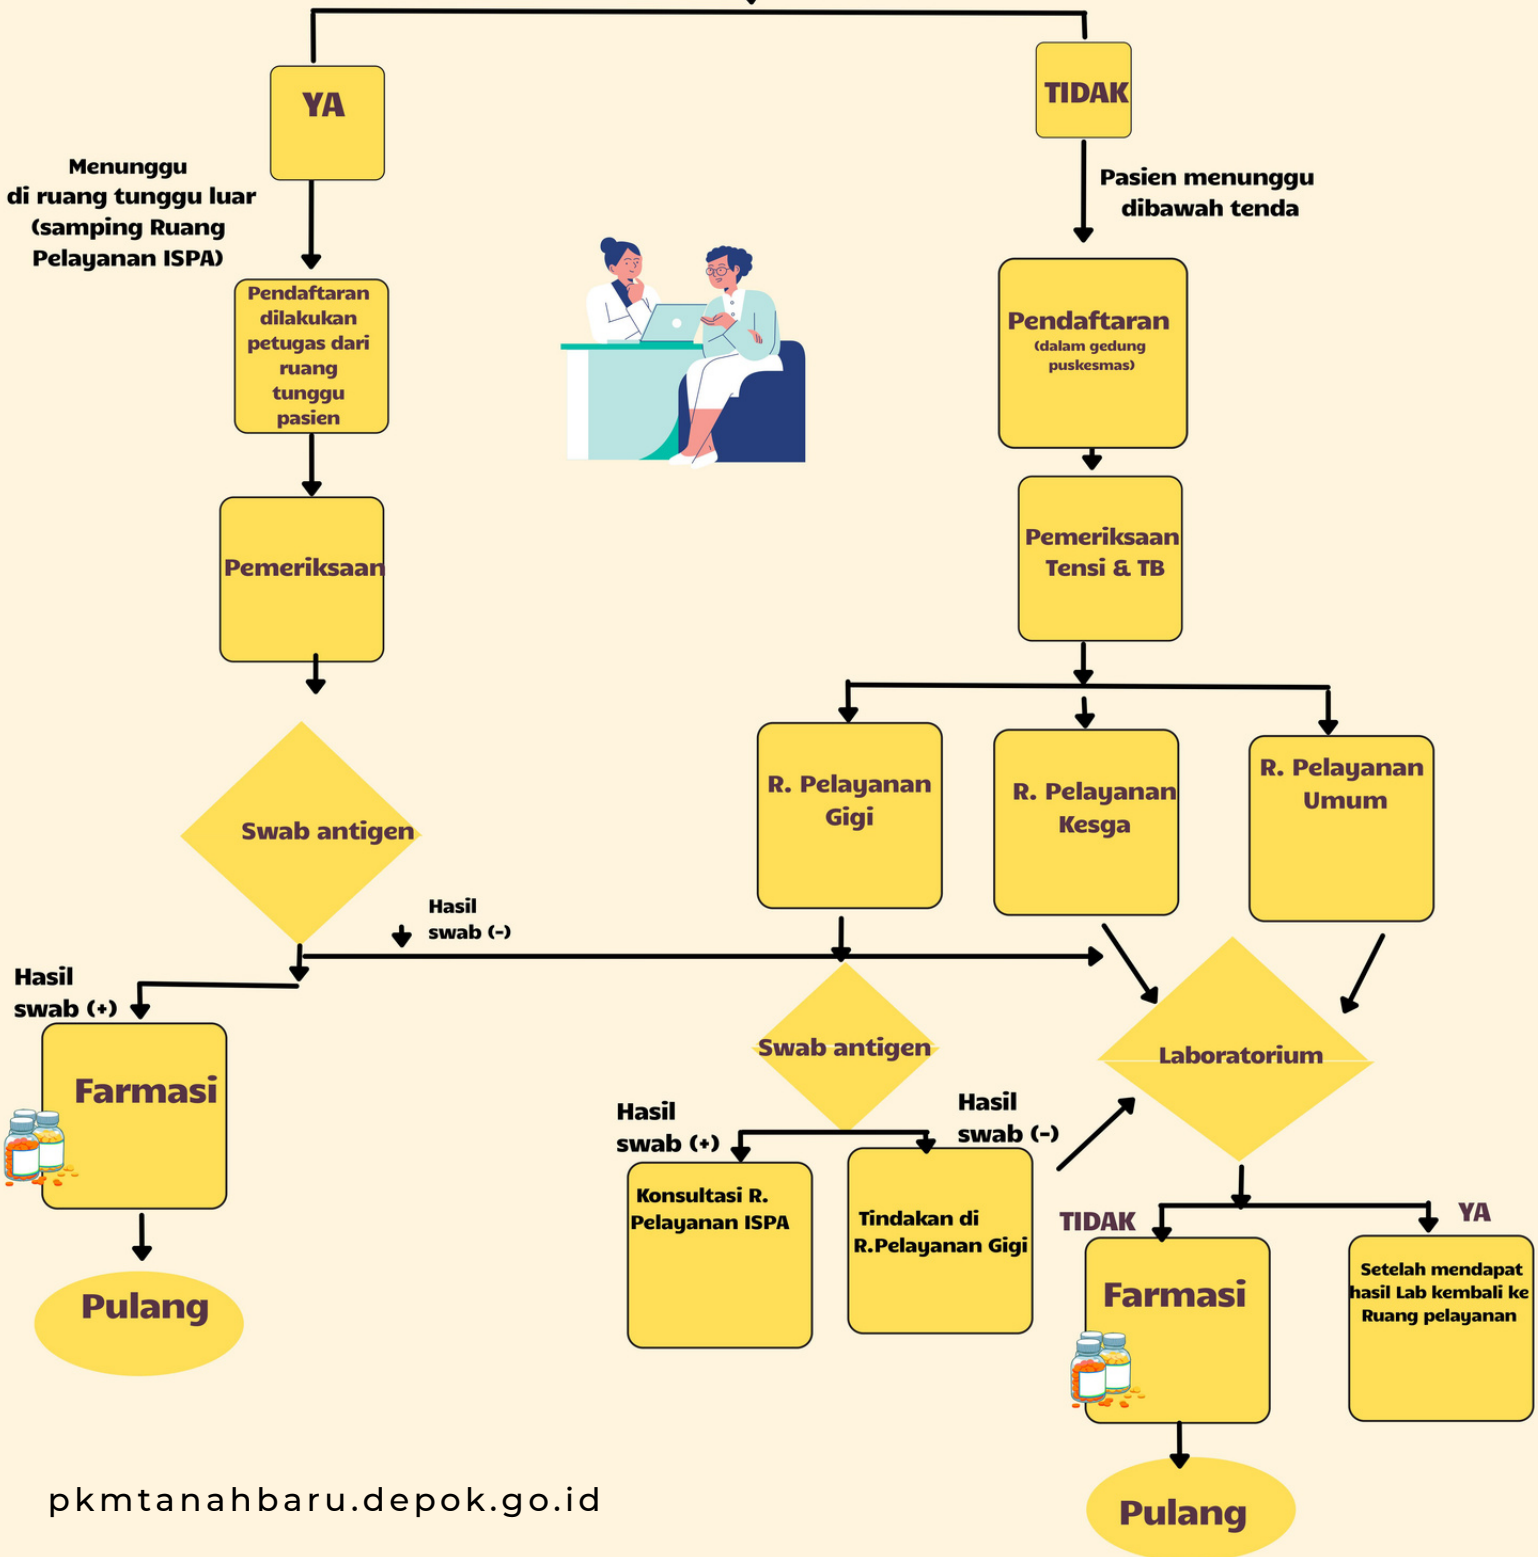 YA
TIDAK
Menunggu
di ruang tunggu luar
(samping Ruang
Pelayanan ISPA)
Pasien menunggu
dibawah tenda
Pendaftaran
dilakukan
petugas dari
ruang
tunggu
pasien
Pendaftaran
(dalam gedung
puskesmas)
Pemeriksaan
Pemeriksaan
Tensi & TB
R. Pelayanan
Gigi
R. Pelayanan
Kesga
R. Pelayanan
Umum
Swab antigen
Hasil
swab (-)
Hasil
swab (+)
Farmasi
Pulang
Swab antigen
Laboratorium
Hasil
swab (+)
Hasil
swab (-)
Konsultasi R.
Pelayanan ISPA
Tindakan di
R.Pelayanan Gigi
TIDAK
YA
Farmasi
Setelah mendapat
hasil Lab kembali ke
Ruang pelayanan
Pulang
pkmtanahbaru.depok.go.id